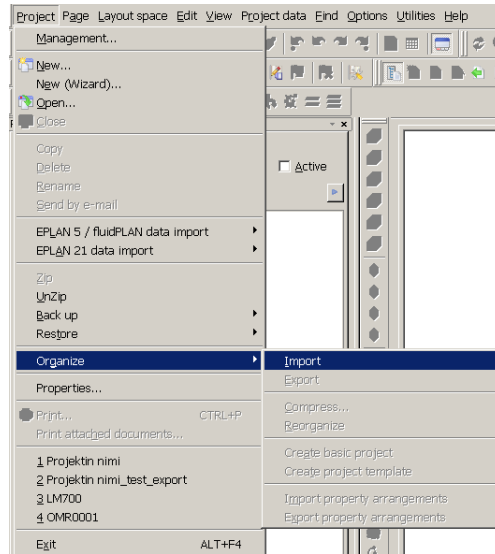 Project Page Layout space Edit View Project data Find Options Utilities Help
Management...
New...
New (Wizard)...
Open...
Close
Active
Copy
Delete
Rename
Send by e-mail
EPLAN 5 / fluidPLAN data import
EPLAN 21 data import
Zip
UnZip
Back up
Restore
Organize
Import
Export
Properties...
Compress...
Reorganize
Print... CTRL+P
Print attached documents...
Create basic project
Create project template
1 Projektin nimi
2 Projektin nimi_test_export
3 LM700
4 OMR0001
Import property arrangements
Export property arrangements
Exit ALT+F4